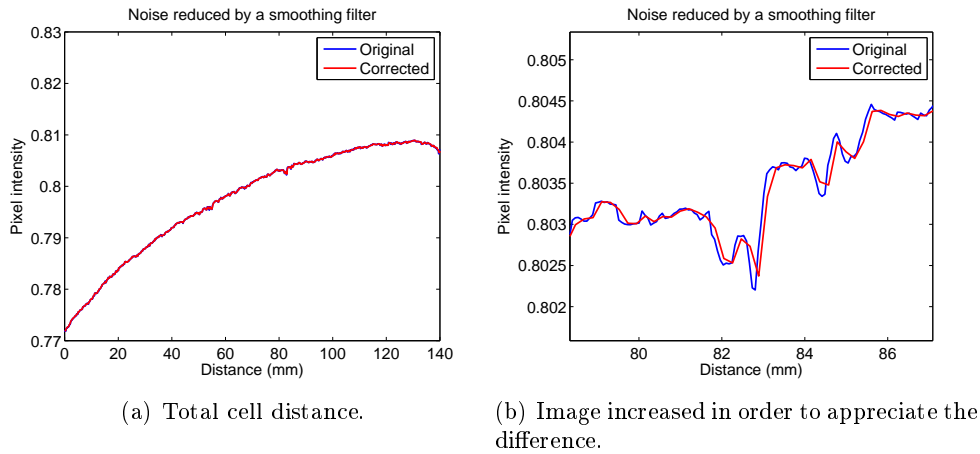 Noise reduced by a smoothing filter
0.83
0.82
0.81
0.8
0.79
0.78
0.77
Pixel intensity
0 20 40 60 80 100 120 140
Distance (mm)
Original
Corrected
(a) Total cell distance.
Noise reduced by a smoothing filter
0.805
0.8045
0.804
0.8035
0.803
0.8025
0.802
Pixel intensity
80 82 84 86
Distance (mm)
Original
Corrected
(b) Image increased in order to appreciate the
difference.